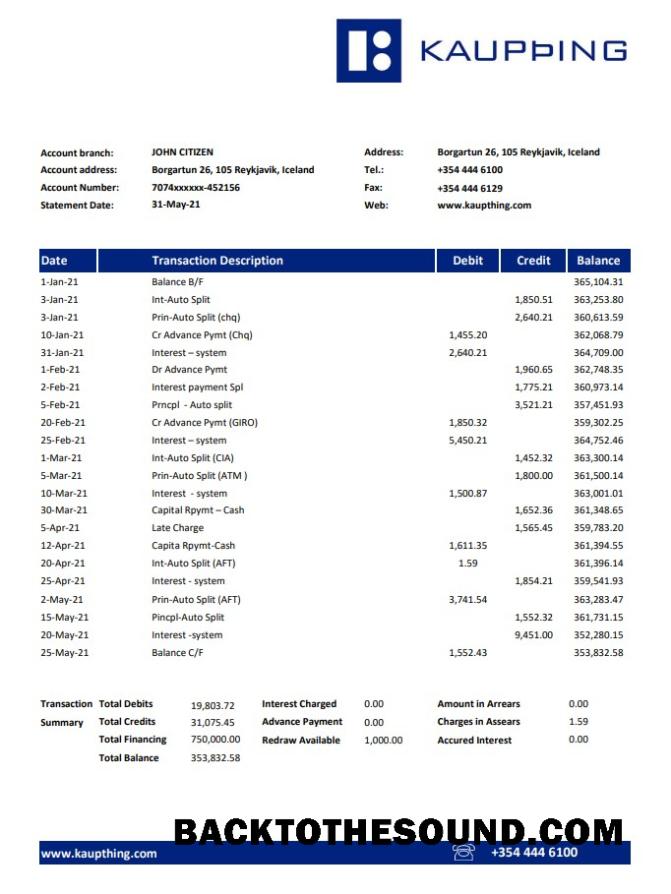 KAUPÞING
Account branch: JOHN CITIZEN Address: Borgartun 26, 105 Reykjavik, Iceland
Account address: Borgartun 26, 105 Reykjavik, Iceland Tel.: +354 444 6100
Account Number: 7074xxxxxx-452156 Fax: +354 444 6129
Statement Date: 31-May-21 Web: www.kaupthing.com
Date Transaction Description Debit Credit Balance
1-Jan-21 Balance B/F 365,104.31
3-Jan-21 Int-Auto Split 1,850.51 363,253.80
3-Jan-21 Prin-Auto Split (chq) 2,640.21 360,613.59
10-Jan-21 Cr Advance Pymt (Chq) 1,455.20 362,068.79
31-Jan-21 Interest – system 2,640.21 364,709.00
1-Feb-21 Dr Advance Pymt 1,960.65 362,748.35
2-Feb-21 Interest payment Spl 1,775.21 360,973.14
5-Feb-21 Prncpl - Auto split 3,521.21 357,451.93
20-Feb-21 Cr Advance Pymt (GIRO) 1,850.32 359,302.25
25-Feb-21 Interest – system 5,450.21 364,752.46
1-Mar-21 Int-Auto Split (CIA) 1,452.32 363,300.14
5-Mar-21 Prin-Auto Split (ATM ) 1,800.00 361,500.14
10-Mar-21 Interest - system 1,500.87 363,001.01
30-Mar-21 Capital Rpymt – Cash 1,652.36 361,348.65
5-Apr-21 Late Charge 1,565.45 359,783.20
12-Apr-21 Capita Rpymt-Cash 1,611.35 361,394.55
20-Apr-21 Int-Auto Split (AFT) 1.59 361,396.14
25-Apr-21 Interest - system 1,854.21 359,541.93
2-May-21 Prin-Auto Split (AFT) 3,741.54 363,283.47
15-May-21 Pincpl-Auto Split 1,552.32 361,731.15
20-May-21 Interest -system 9,451.00 352,280.15
25-May-21 Balance C/F 1,552.43 353,832.58
Transaction Total Debits 19,803.72 Interest Charged 0.00 Amount in Arrears 0.00
Summary Total Credits 31,075.45 Advance Payment 0.00 Charges in Assears 1.59
Total Financing 750,000.00 Redraw Available 1,000.00 Accured Interest 0.00
Total Balance 353,832.58
BACKTOTHESOUND.COM
www.kaupthing.com +354 444 6100